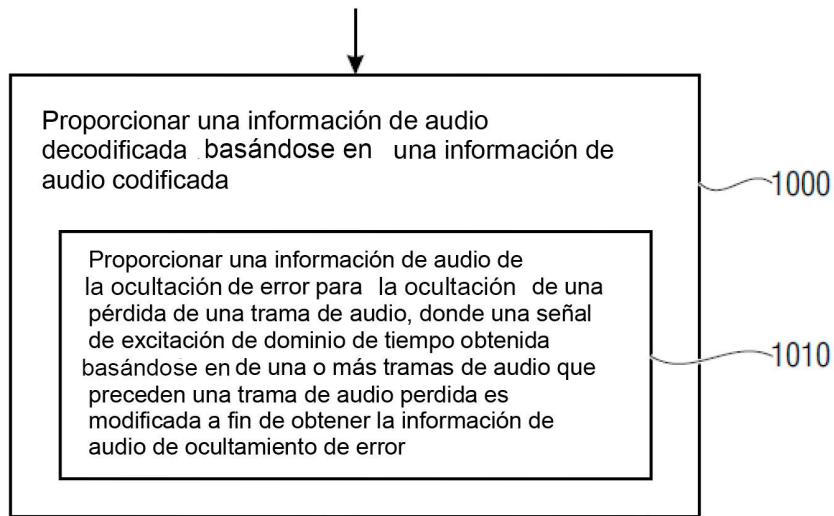 Proporcionar una información de audio
decodificada basándose en una información de
audio codificada
1000
Proporcionar una información de audio de
la ocultación de error para la ocultación de una
pérdida de una trama de audio, donde una señal
de excitación de dominio de tiempo obtenida
basándose en de una o más tramas de audio que
preceden una trama de audio perdida es
modificada a fin de obtener la información de
audio de ocultamiento de error
1010